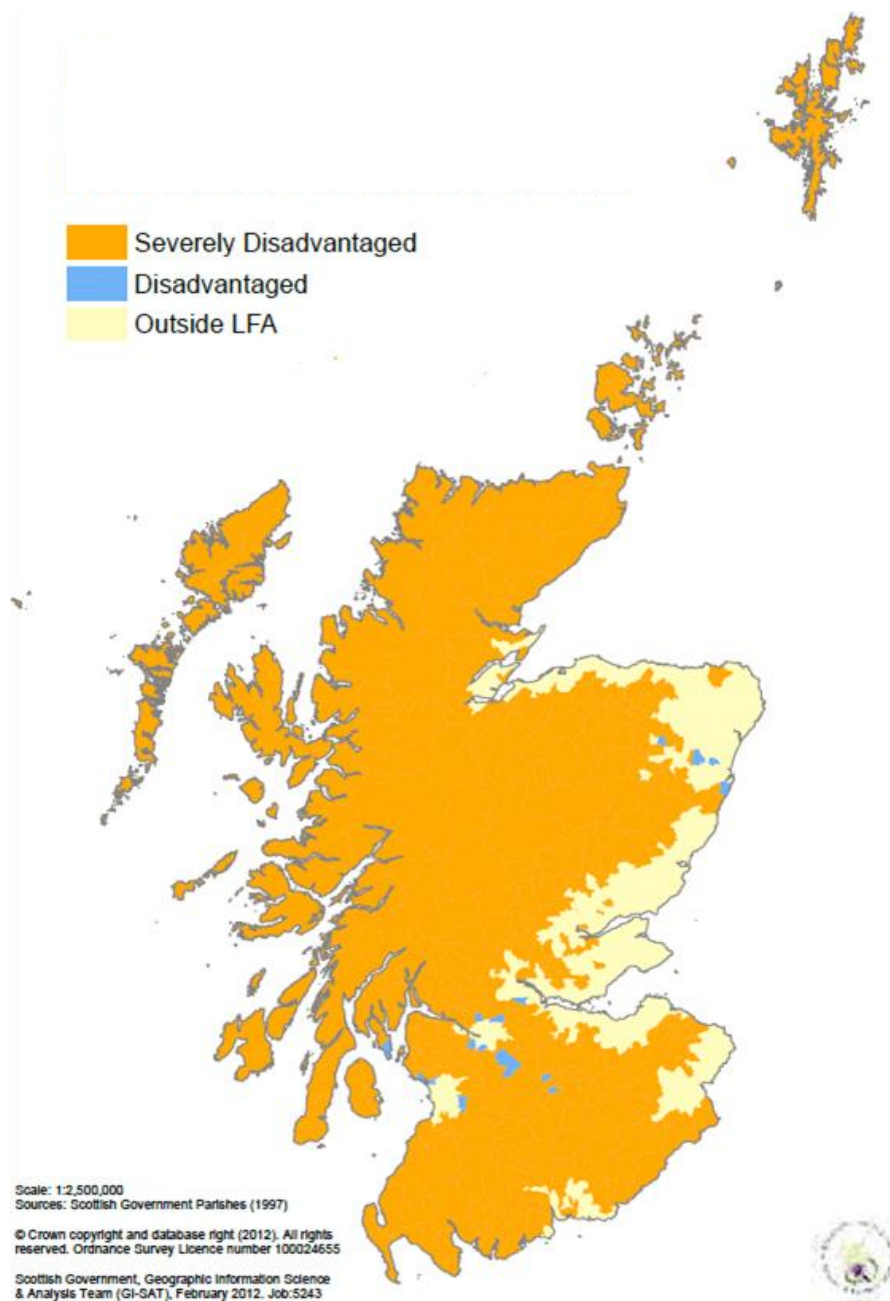 Severely Disadvantaged
Disadvantaged
Outside LFA
Scale: 1:2,500,000
Sources: Scottish Government Parishes (1997)
© Crown copyright and database right (2012). All rights
reserved. Ordnance Survey Licence number 100024655
Scottish Government, Geographic Information Science
& Analysis Team (GI-SAT), February 2012. Job:5243